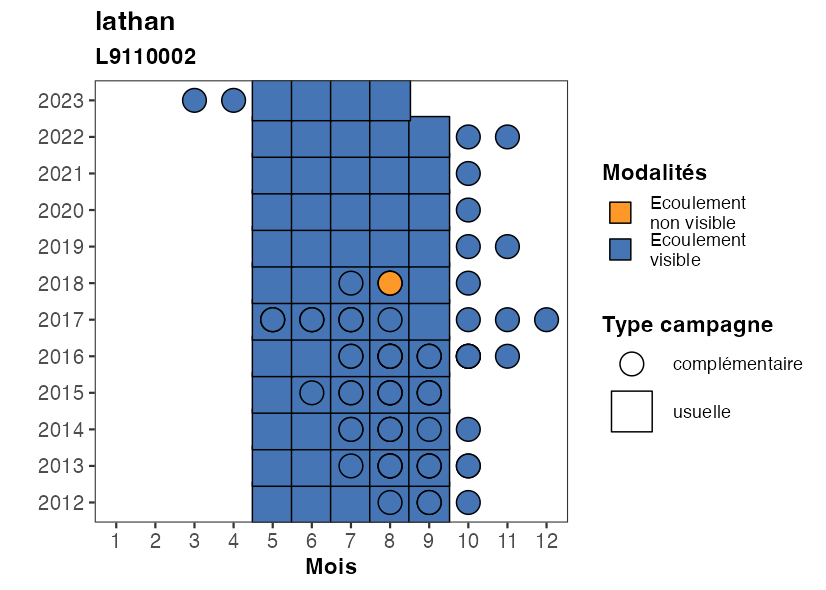 lathan
L9110002
2023
2022
2021
2020
2019
2018
2017
2016
2015
2014
2013
2012
1 2 3 4 5 6 7 8 9 10 11 12
Mois
Modalités
Ecoulement
non visible
Ecoulement
visible
Type campagne
complémentaire
usuelle